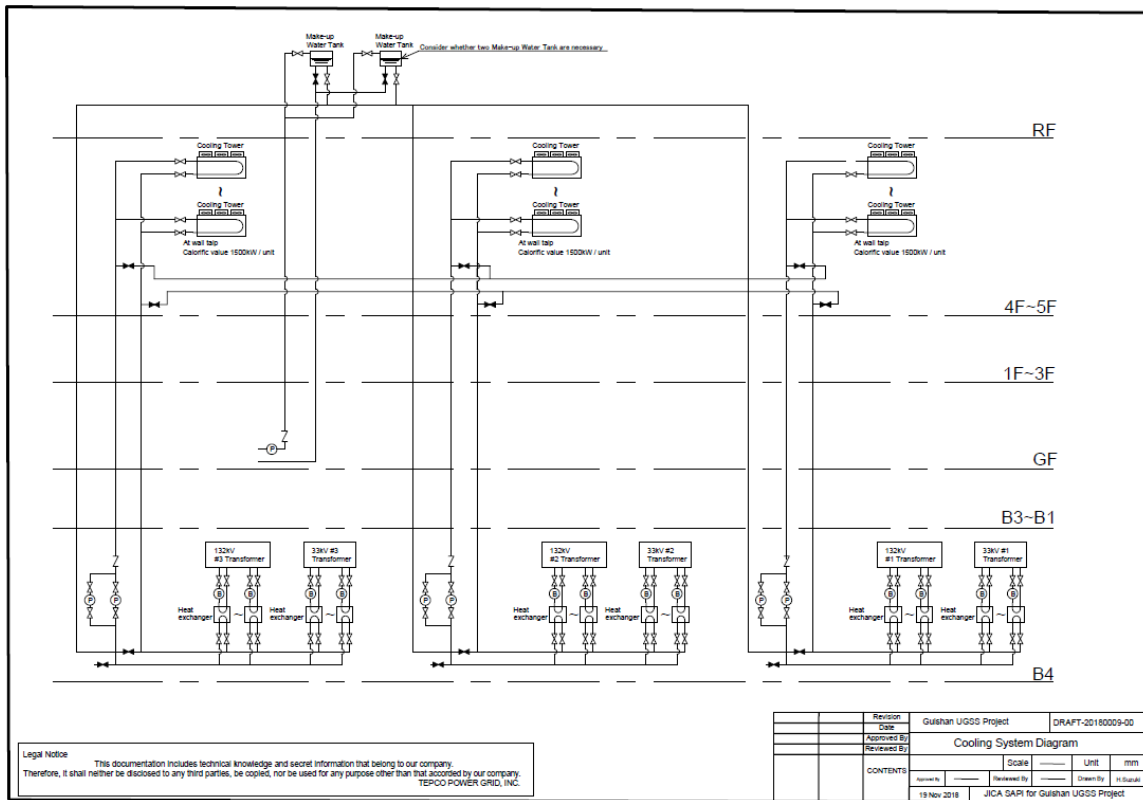 Make-up
Water Tank
Make-up
Water Tank
Consider whether two Make-up Water Tank are necessary
RF
Cooling Tower
Cooling Tower
Cooling Tower
~
~
~
Cooling Tower
Cooling Tower
Cooling Tower
At wall taip
Calorific value 1500kW / unit
At wall taip
Calorific value 1500kW / unit
At wall taip
Calorific value 1500kW / unit
4F~5F
1F~3F
P
GF
B3~B1
132kV
#3 Transformer
33kV #3
Transformer
132kV
#2 Transformer
33kV #2
Transformer
132kV
#1 Transformer
33kV #1
Transformer
P P B B B B
P P B B B B
P P B B B B
Heat
exchanger
~
Heat
exchanger
~
Heat
exchanger
~
Heat
exchanger
~
Heat
exchanger
~
Heat
exchanger
~
B4
Legal Notice
This documentation includes technical knowledge and secret information that belong to our company.
Therefore, it shall neither be disclosed to any third parties, be copied, nor be used for any purpose other than that accorded by our company.
TEPCO POWER GRID, INC.
Revision
Date
Approved By
Reviewed By
CONTENTS
Guishan UGSS Project
DRAFT-20180009-00
Cooling System Diagram
Scale
Unit
mm
Approved By
Reviewed By
Drawn By
H.Suzuki
19 Nov 2018
JICA SAPI for Guishan UGSS Project